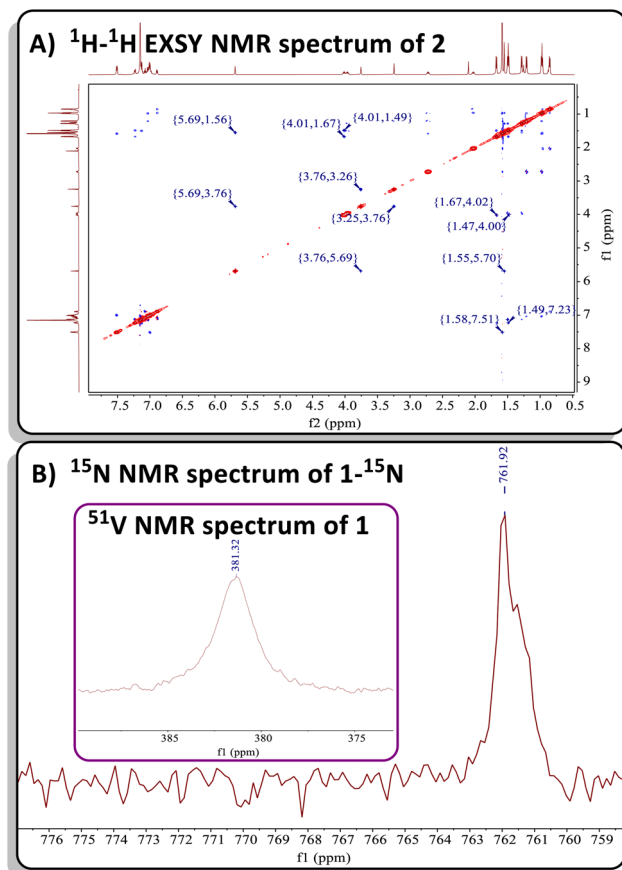 A) ¹H-¹H EXSY NMR spectrum of 2
{5.69,1.56}
{4.01,1.67}
{4.01,1.49}
{5.69,3.76}
{3.76,3.26}
{3.25,3.76}
{1.67,4.02}
{1.47,4.00}
{3.76,5.69}
{1.55,5.70}
{1.49,7.23}
{1.58,7.51}
1
2
3
4
5
6
7
8
9
f1 (ppm)
7.5 7.0 6.5 6.0 5.5 5.0 4.5 4.0 3.5 3.0 2.5 2.0 1.5 1.0 0.5
f2 (ppm)
B) ¹⁵N NMR spectrum of 1-¹⁵N
761.92
⁵¹V NMR spectrum of 1
381.32
385 380 375
f1 (ppm)
776 775 774 773 772 771 770 769 768 767 766 765 764 763 762 761 760 759
f1 (ppm)